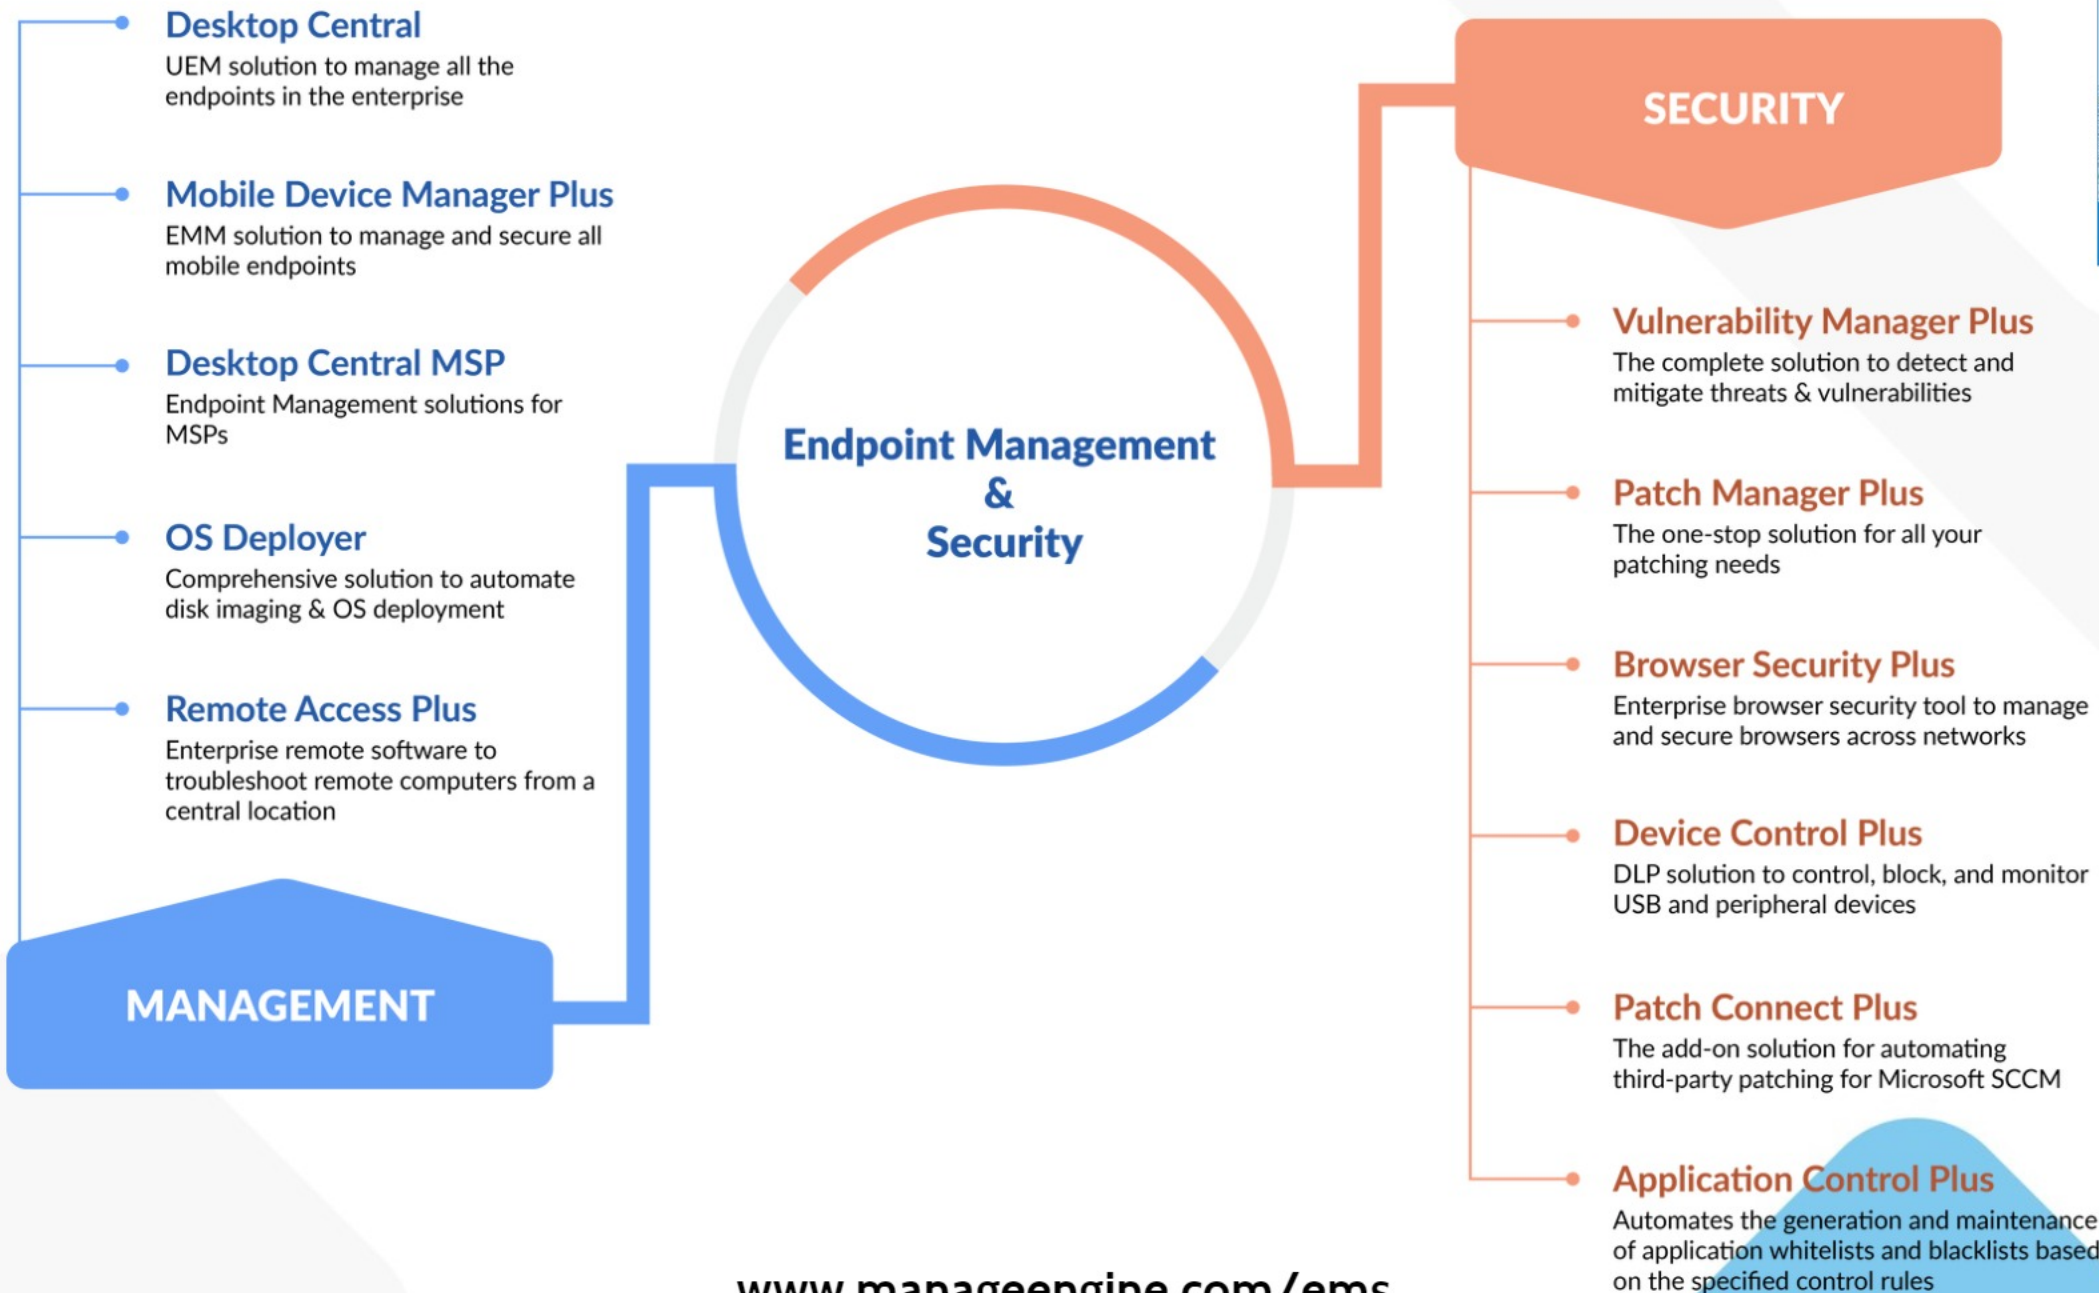 Desktop Central
UEM solution to manage all the
endpoints in the enterprise
Mobile Device Manager Plus
EMM solution to manage and secure all
mobile endpoints
Desktop Central MSP
Endpoint Management solutions for
MSPs
OS Deployer
Comprehensive solution to automate
disk imaging & OS deployment
Remote Access Plus
Enterprise remote software to
troubleshoot remote computers from a
central location
MANAGEMENT
Endpoint Management
&
Security
SECURITY
Vulnerability Manager Plus
The complete solution to detect and
mitigate threats & vulnerabilities
Patch Manager Plus
The one-stop solution for all your
patching needs
Browser Security Plus
Enterprise browser security tool to manage
and secure browsers across networks
Device Control Plus
DLP solution to control, block, and monitor
USB and peripheral devices
Patch Connect Plus
The add-on solution for automating
third-party patching for Microsoft SCCM
Application Control Plus
Automates the generation and maintenance
of application whitelists and blacklists based
on the specified control rules
www.manageengine.com/ems